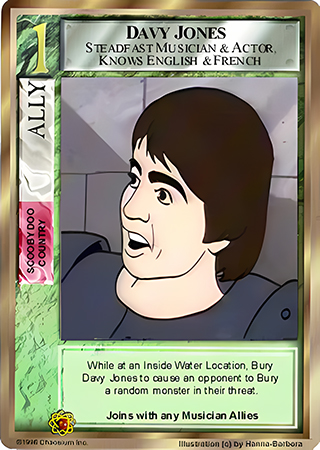 1
DAVY JONES
STEADFAST MUSICIAN & ACTOR,
KNOWS ENGLISH & FRENCH
ALLY
SCOOBY DOO
COUNTRY
While at an Inside Water Location, Bury
Davy Jones to cause an opponent to Bury
a random monster in their threat.
Joins with any Musician Allies
©1996 Chaosium Inc.
Illustration (c) by Hanna-Barbora